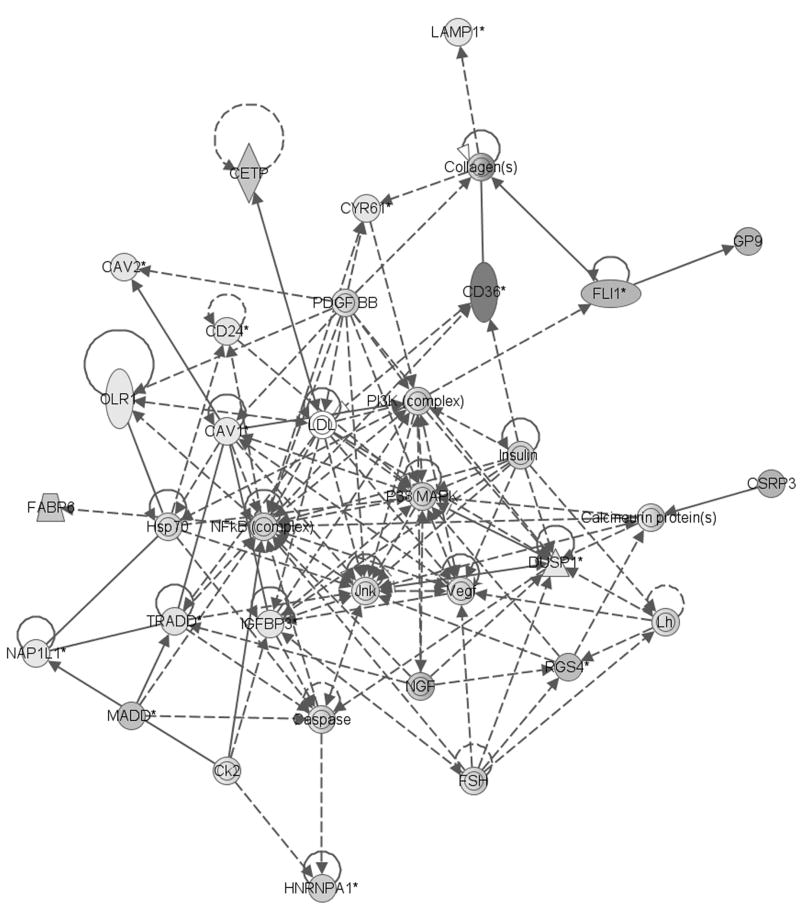 LAMP1*
CETP
Collagen(s)
CYR61*
GP9
CAV2*
CD36*
FLI1*
PDGF BB
CD24*
OLR1
PI3K (complex)
CAV1*
LDL
Insulin
CSRP3
P38 MAPK
FABP6
Hsp70
NFkB (complex)
Calcineurin protein(s)
DUSP1*
Jnk
Vegf
TRADD*
IGFBP3*
Lh
NAP1L1*
RGS4*
NGF
MADD*
Caspase
Ck2
FSH
HNRNPA1*